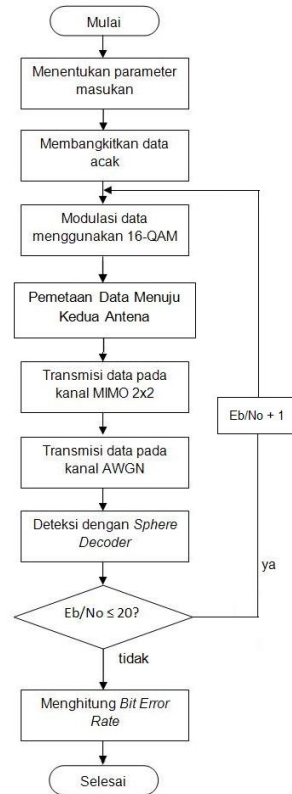 Mulai
Menentukan parameter
masukan
Membangkitkan data
acak
Modulasi data
menggunakan 16-QAM
Pemetaan Data Menuju
Kedua Antena
Transmisi data pada
kanal MIMO 2x2
Eb/No + 1
Transmisi data pada
kanal AWGN
Deteksi dengan Sphere
Decoder
ya
Eb/No ≤ 20?
tidak
Menghitung Bit Error
Rate
Selesai